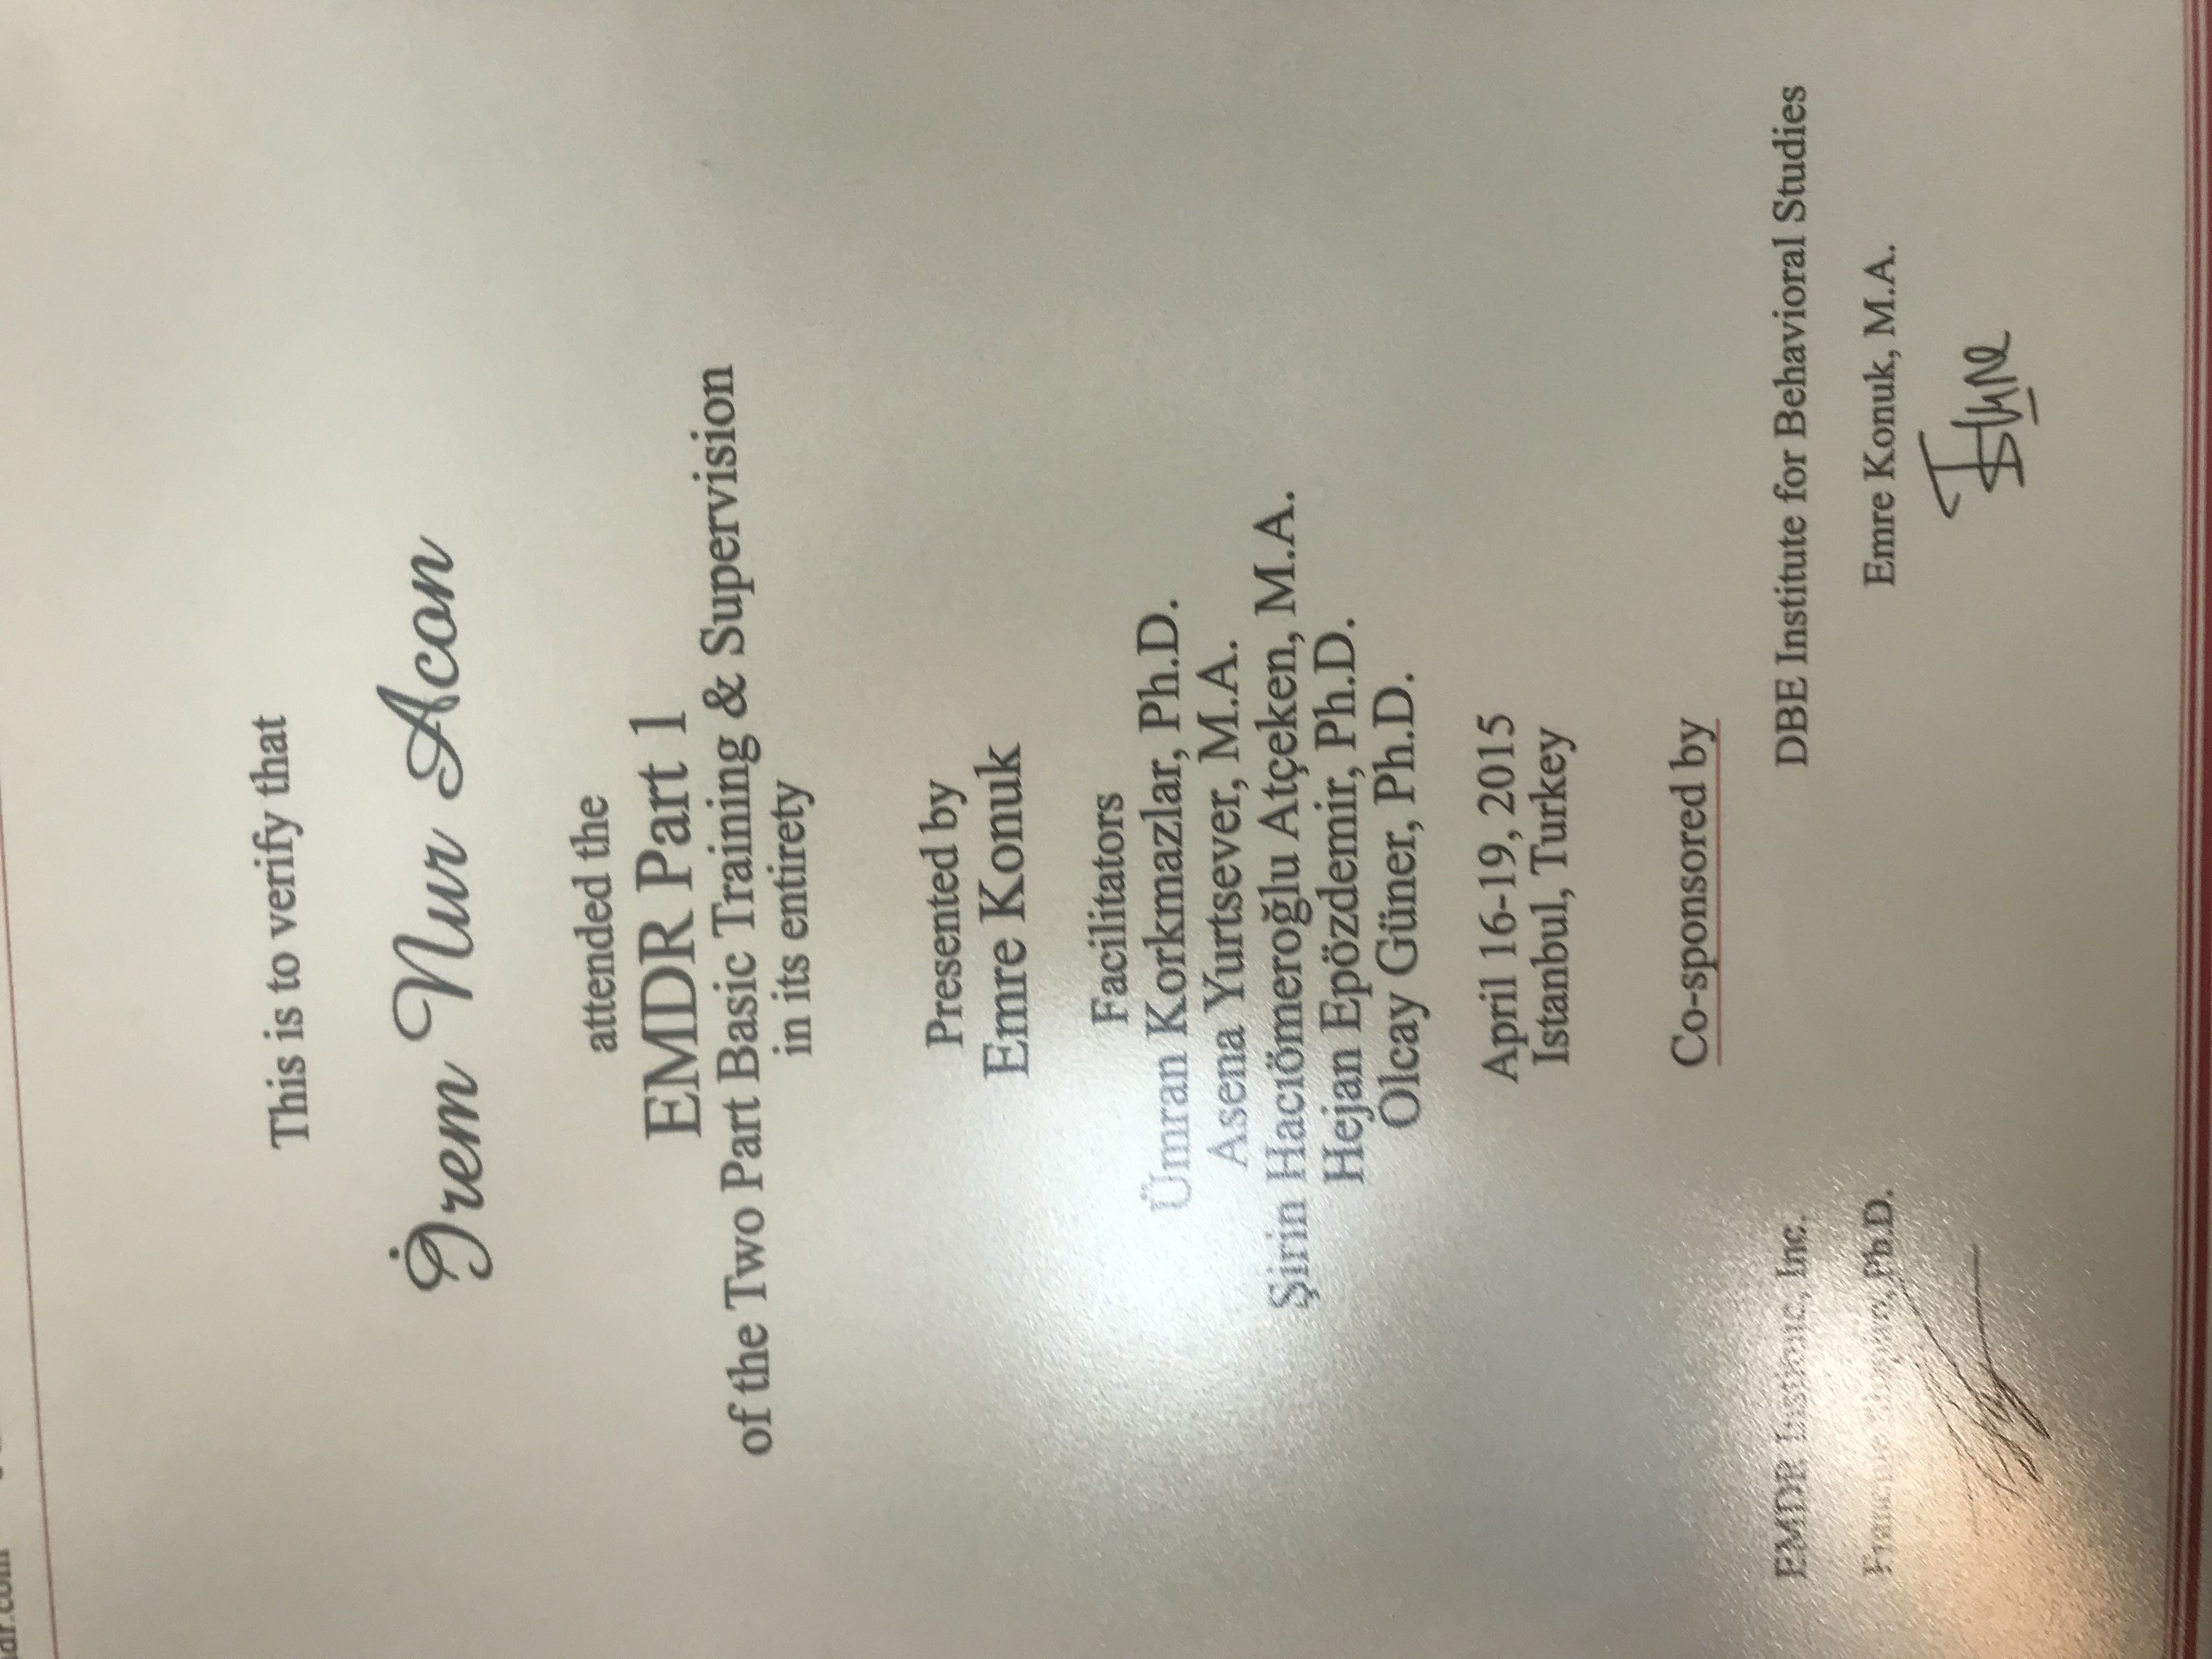 This is to verify that
İrem Nur Acon
attended the
EMDR Part 1
of the Two Part Basic Training & Supervision
in its entirety
Presented by
Emre Konuk
Facilitators
Ümran Korkmazlar, Ph.D.
Asena Yurtsever, M.A.
Şirin Hacıömeroğlu Atçeken, M.A.
Hejan Epözdemir, Ph.D.
Olcay Güner, Ph.D.
April 16-19, 2015
Istanbul, Turkey
Co-sponsored by
EMDR Institute, Inc.
Francine Shapiro, Ph.D.
DBE Institute for Behavioral Studies
Emre Konuk, M.A.